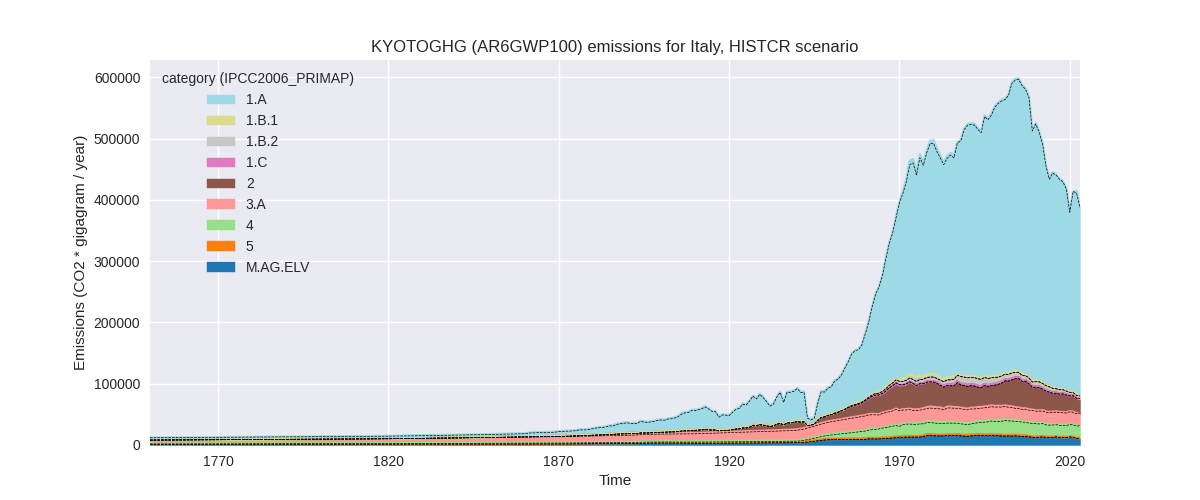 KYOTOGHG (AR6GWP100) emissions for Italy, HISTCR scenario
Emissions (CO2 * gigagram / year)
600000
500000
400000
300000
200000
100000
0
category (IPCC2006_PRIMAP)
1.A
1.B.1
1.B.2
1.C
2
3.A
4
5
M.AG.ELV
1770
1820
1870
1920
1970
2020
Time